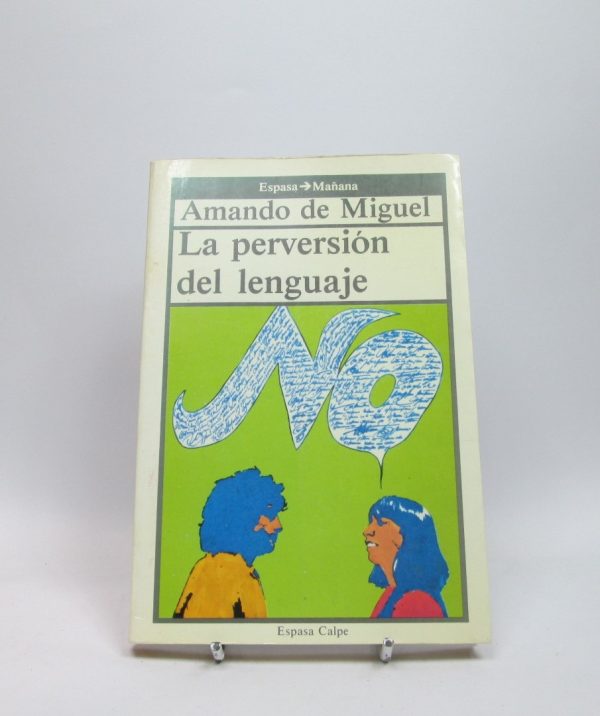 Espasa➔Mañana
Amando de Miguel
La perversión
del lenguaje
No
Espasa Calpe